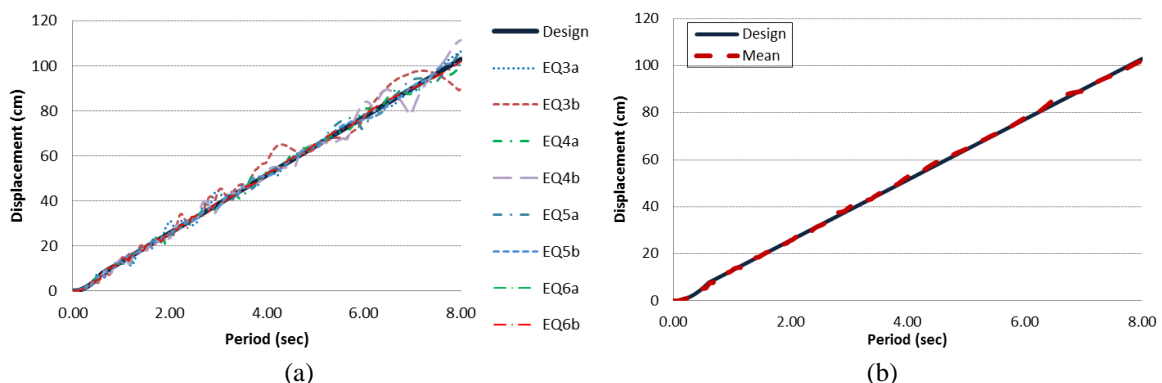 120
100
80
60
40
20
0
Displacement (cm)
0.00 2.00 4.00 6.00 8.00
Period (sec)
Design
EQ3a
EQ3b
EQ4a
EQ4b
EQ5a
EQ5b
EQ6a
EQ6b
(a)
120
100
80
60
40
20
0
Displacement (cm)
Design
Mean
0.00 2.00 4.00 6.00 8.00
Period (sec)
(b)